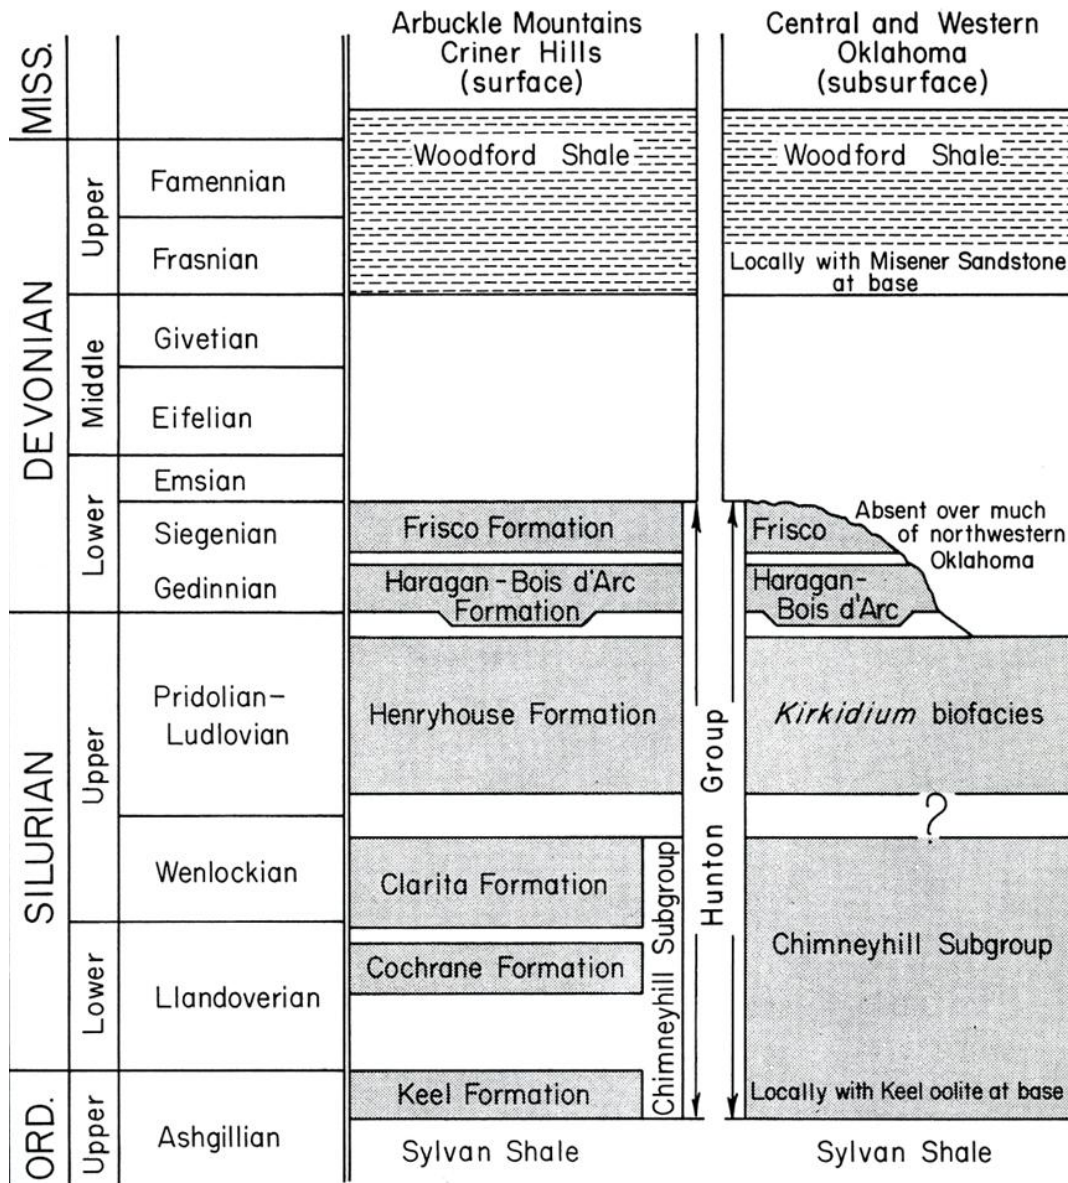 Arbuckle Mountains
Criner Hills
(surface)
Central and Western
Oklahoma
(subsurface)
MISS.
DEVONIAN
SILURIAN
ORD.
Upper
Middle
Lower
Upper
Lower
Upper
Famennian
Frasnian
Givetian
Eifelian
Emsian
Siegenian
Gedinnian
Pridolian–
Ludlovian
Wenlockian
Llandoverian
Ashgillian
Woodford Shale
Frisco Formation
Haragan–Bois d'Arc
Formation
Henryhouse Formation
Clarita Formation
Cochrane Formation
Keel Formation
Chimneyhill Subgroup
Sylvan Shale
Hunton Group
Woodford Shale
Locally with Misener Sandstone
at base
Frisco
Absent over much
of northwestern
Oklahoma
Haragan–
Bois d'Arc
Kirkidium biofacies
?
Chimneyhill Subgroup
Locally with Keel oolite at base
Sylvan Shale